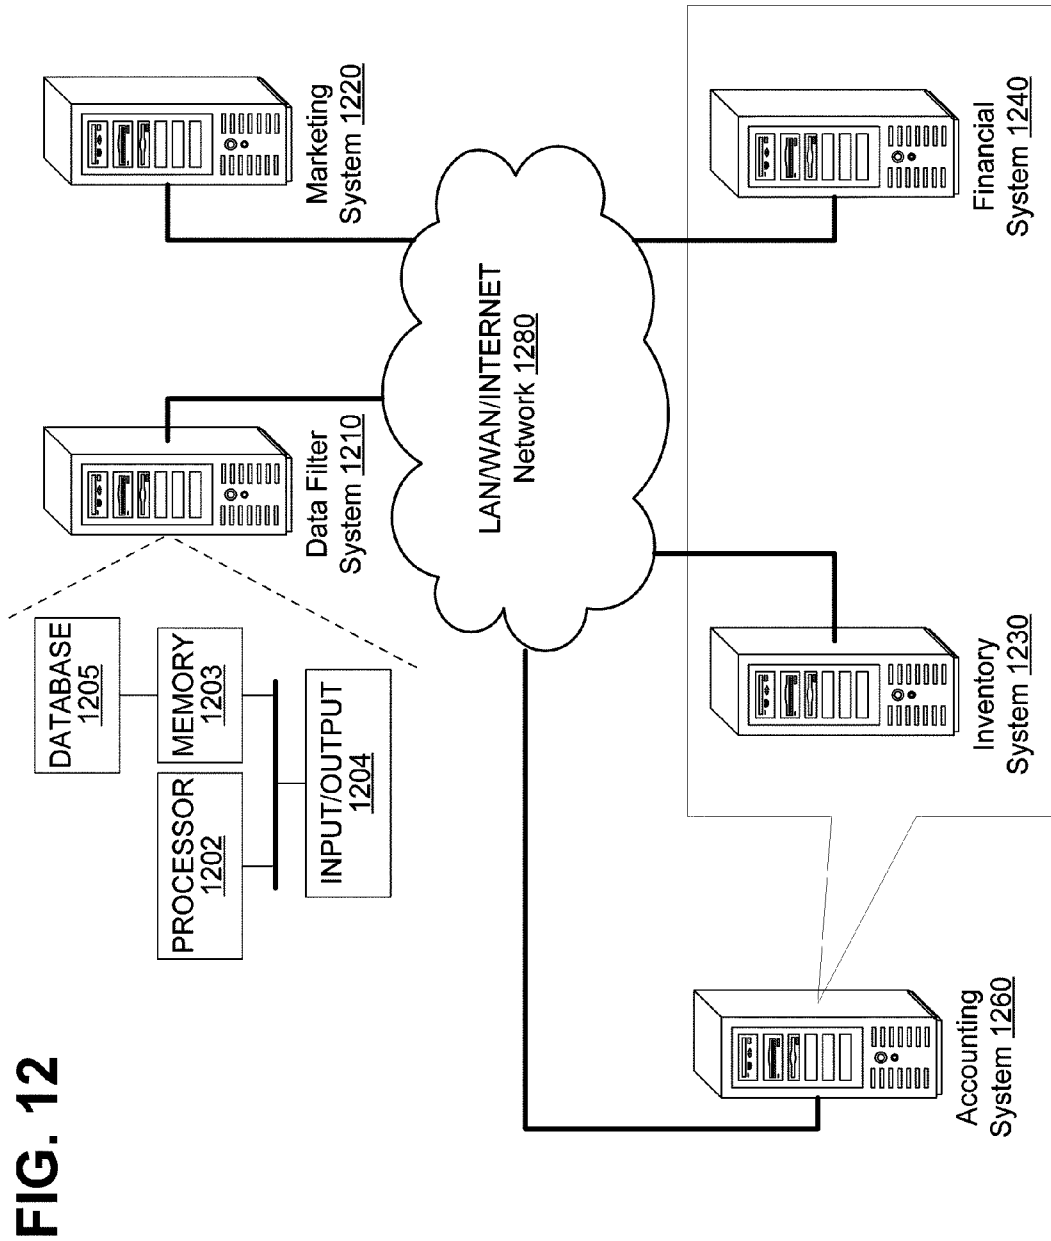 FIG. 12
DATABASE
1205
PROCESSOR
1202
MEMORY
1203
INPUT/OUTPUT
1204
Data Filter
System 1210
Marketing
System 1220
LAN/WAN/INTERNET
Network 1280
Accounting
System 1260
Inventory
System 1230
Financial
System 1240